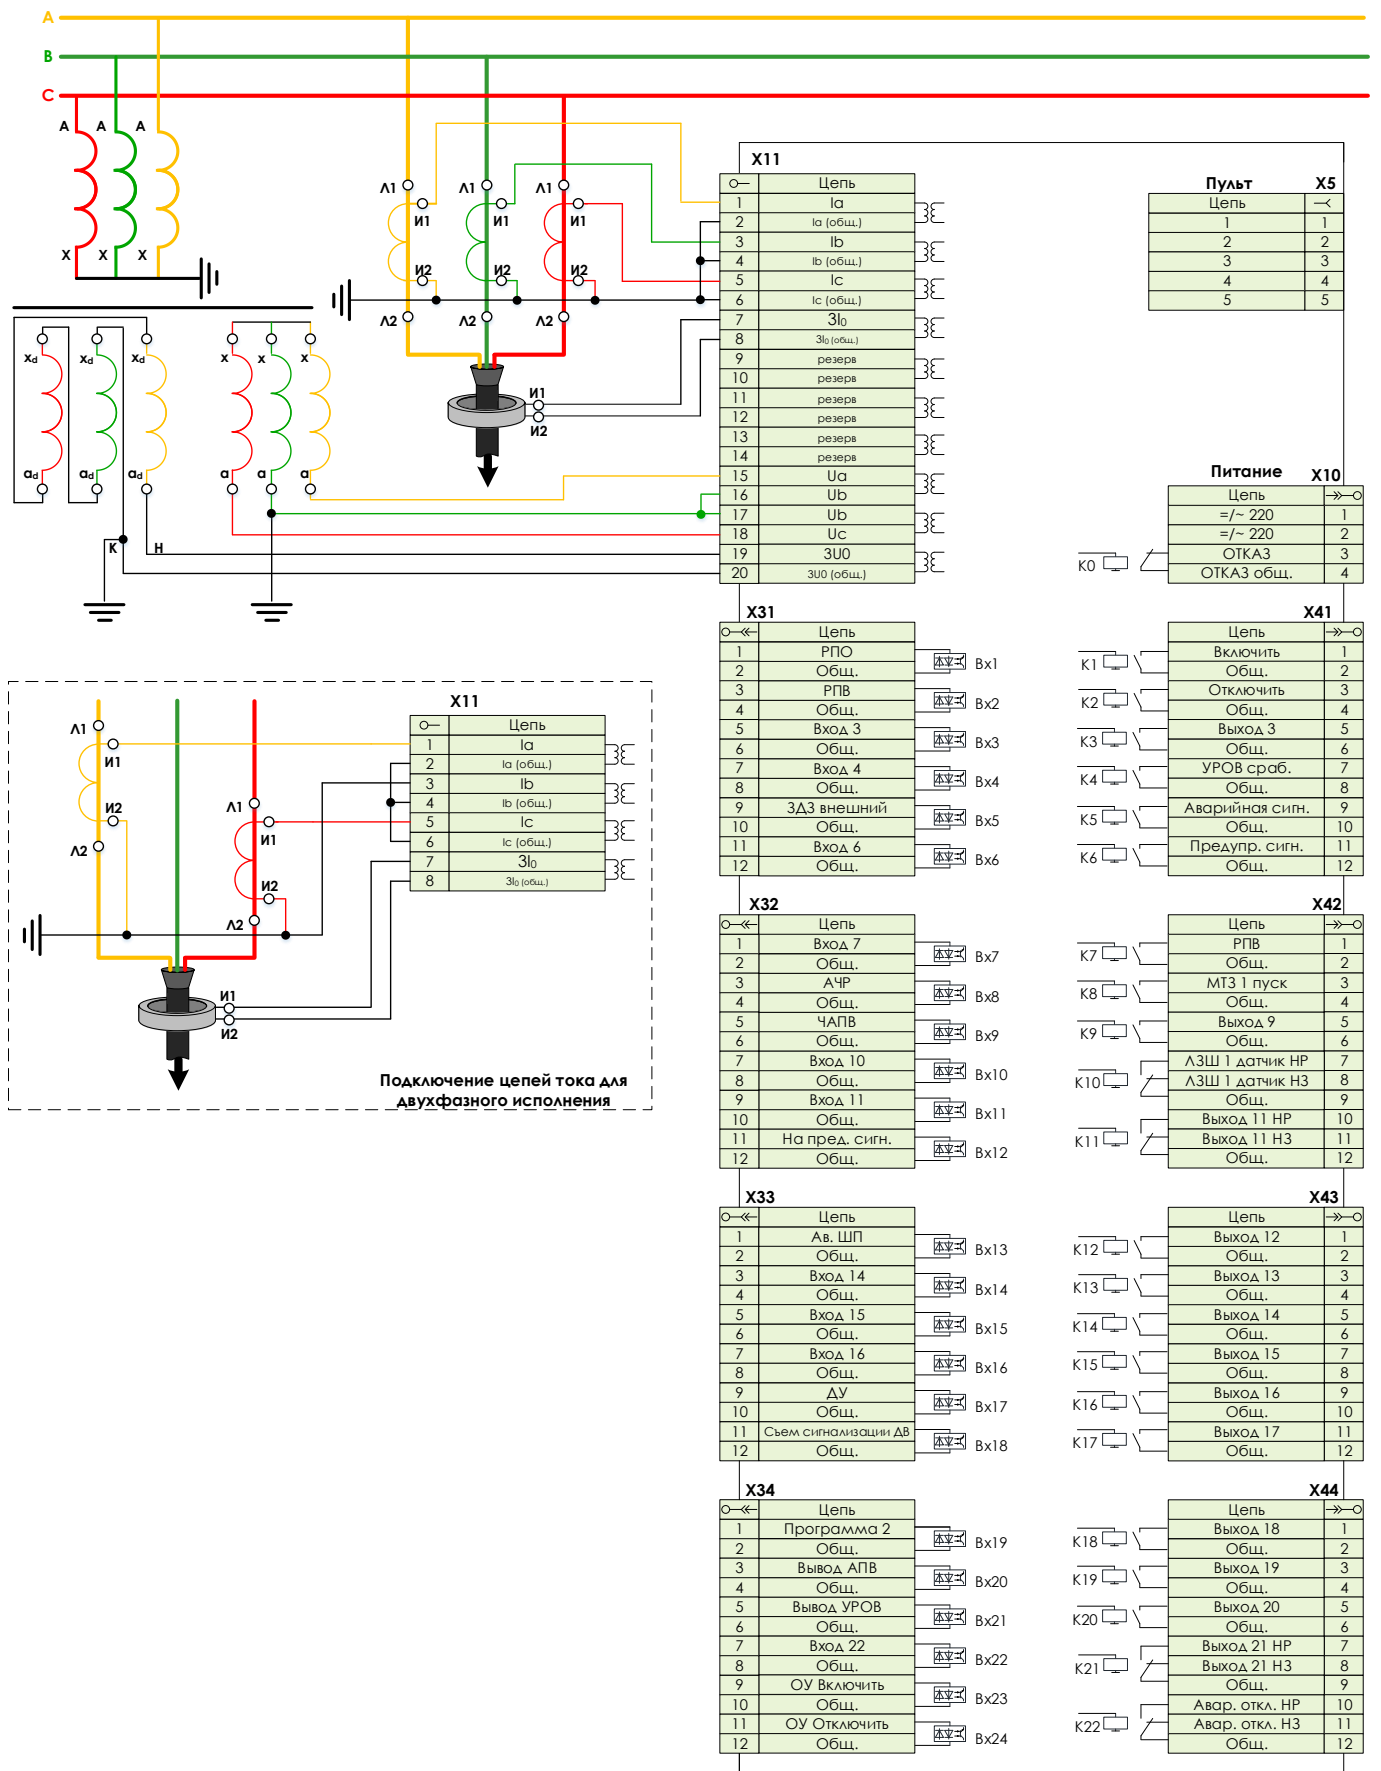 A
B
C
A A A
X X X
Λ1 Λ1 Λ1
И1 И1 И1
И2 И2 И2
Λ2 Λ2 Λ2
И1
И2
xd xd xd x x x
ad ad ad a a a
К Н
X11
Цепь
1 Ia
2 Ia (общ.)
3 Ib
4 Ib (общ.)
5 Ic
6 Ic (общ.)
7 3I0
8 3I0 (общ.)
9 резерв
10 резерв
11 резерв
12 резерв
13 резерв
14 резерв
15 Ua
16 Ub
17 Ub
18 Uc
19 3U0
20 3U0 (общ.)
Пульт X5
Цепь
1 1
2 2
3 3
4 4
5 5
Питание X10
Цепь
=/~ 220 1
=/~ 220 2
ОТКАЗ 3
ОТКАЗ общ. 4
K0
X31
Цепь
1 РПО
2 Общ.
3 РПВ
4 Общ.
5 Вход 3
6 Общ.
7 Вход 4
8 Общ.
9 ЗДЗ внешний
10 Общ.
11 Вход 6
12 Общ.
Вх1
Вх2
Вх3
Вх4
Вх5
Вх6
X41
Цепь
Включить 1
Общ. 2
Отключить 3
Общ. 4
Выход 3 5
Общ. 6
УРОВ сраб. 7
Общ. 8
Аварийная сигн. 9
Общ. 10
Предупр. сигн. 11
Общ. 12
K1
K2
K3
K4
K5
K6
Λ1
И1
И2
Λ2
Λ1
И1
И2
Λ2
И1
И2
X11
Цепь
1 Ia
2 Ia (общ.)
3 Ib
4 Ib (общ.)
5 Ic
6 Ic (общ.)
7 3I0
8 3I0 (общ.)
Подключение цепей тока для
двухфазного исполнения
X32
Цепь
1 Вход 7
2 Общ.
3 АЧР
4 Общ.
5 ЧАПВ
6 Общ.
7 Вход 10
8 Общ.
9 Вход 11
10 Общ.
11 На пред. сигн.
12 Общ.
Вх7
Вх8
Вх9
Вх10
Вх11
Вх12
X42
Цепь
РПВ 1
Общ. 2
МТЗ 1 пуск 3
Общ. 4
Выход 9 5
Общ. 6
ЛЗШ 1 датчик НР 7
ЛЗШ 1 датчик НЗ 8
Общ. 9
Выход 11 НР 10
Выход 11 НЗ 11
Общ. 12
K7
K8
K9
K10
K11
X33
Цепь
1 Ав. ШП
2 Общ.
3 Вход 14
4 Общ.
5 Вход 15
6 Общ.
7 Вход 16
8 Общ.
9 ДУ
10 Общ.
11 Съем сигнализации ДВ
12 Общ.
Вх13
Вх14
Вх15
Вх16
Вх17
Вх18
X43
Цепь
Выход 12 1
Общ. 2
Выход 13 3
Общ. 4
Выход 14 5
Общ. 6
Выход 15 7
Общ. 8
Выход 16 9
Общ. 10
Выход 17 11
Общ. 12
K12
K13
K14
K15
K16
K17
X34
Цепь
1 Программа 2
2 Общ.
3 Вывод АПВ
4 Общ.
5 Вывод УРОВ
6 Общ.
7 Вход 22
8 Общ.
9 ОУ Включить
10 Общ.
11 ОУ Отключить
12 Общ.
Вх19
Вх20
Вх21
Вх22
Вх23
Вх24
X44
Цепь
Выход 18 1
Общ. 2
Выход 19 3
Общ. 4
Выход 20 5
Общ. 6
Выход 21 НР 7
Выход 21 НЗ 8
Общ. 9
Авар. откл. НР 10
Авар. откл. НЗ 11
Общ. 12
K18
K19
K20
K21
K22